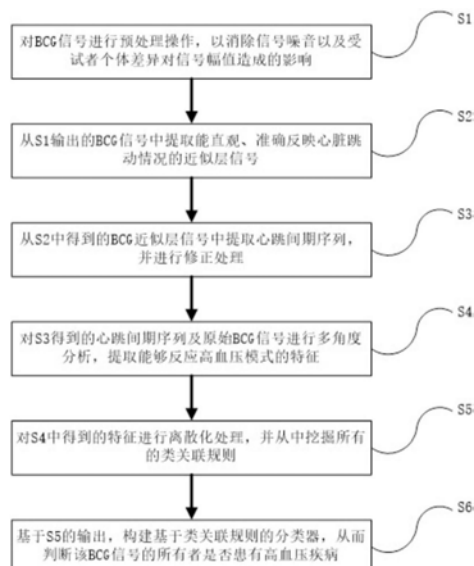 S1
对BCG信号进行预处理操作，以消除信号噪音以及受
试者个体差异对信号幅值造成的影响
S2
从S1输出的BCG信号中提取能直观、准确反映心脏跳
动情况的近似层信号
S3
从S2中得到的BCG近似层信号中提取心跳间期序列，
并进行修正处理
S4
对S3得到的心跳间期序列及原始BCG信号进行多角度
分析，提取能够反应高血压模式的特征
S5
对S4中得到的特征进行离散化处理，并从中挖掘所有
的类关联规则
S6
基于S5的输出，构建基于类关联规则的分类器，从而
判断该BCG信号的所有者是否患有高血压疾病